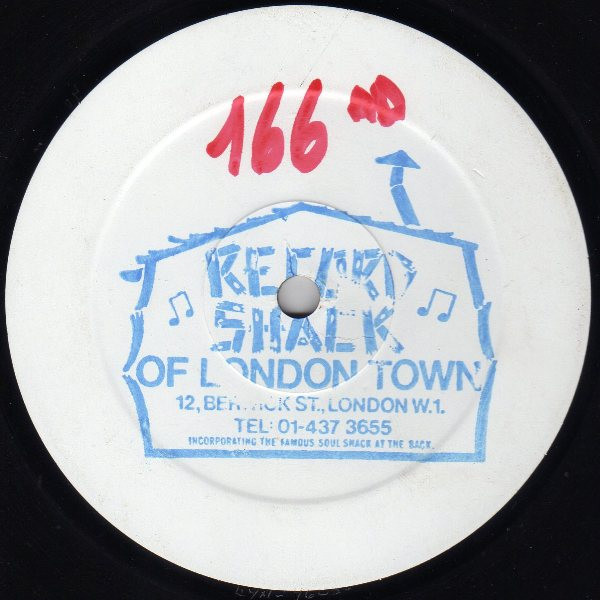 166
RECORD
SHACK
OF LONDON TOWN
12, BERWICK ST., LONDON W.1.
TEL: 01-437 3655
INCORPORATING THE FAMOUS SOUL SHACK AT THE BACK.